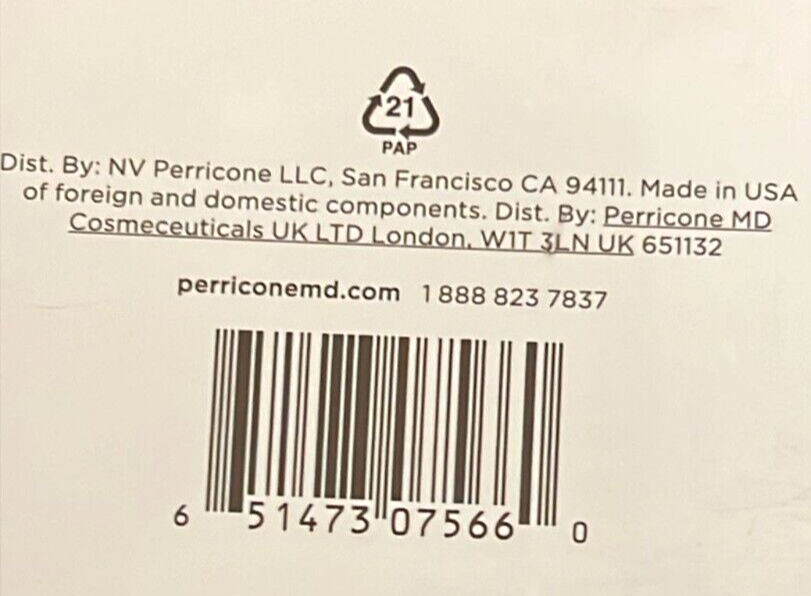 21
PAP
Dist. By: NV Perricone LLC, San Francisco CA 94111. Made in USA
of foreign and domestic components. Dist. By: Perricone MD
Cosmeceuticals UK LTD London, W1T 3LN UK 651132
perriconemd.com 1 888 823 7837
6 51473 07566 0